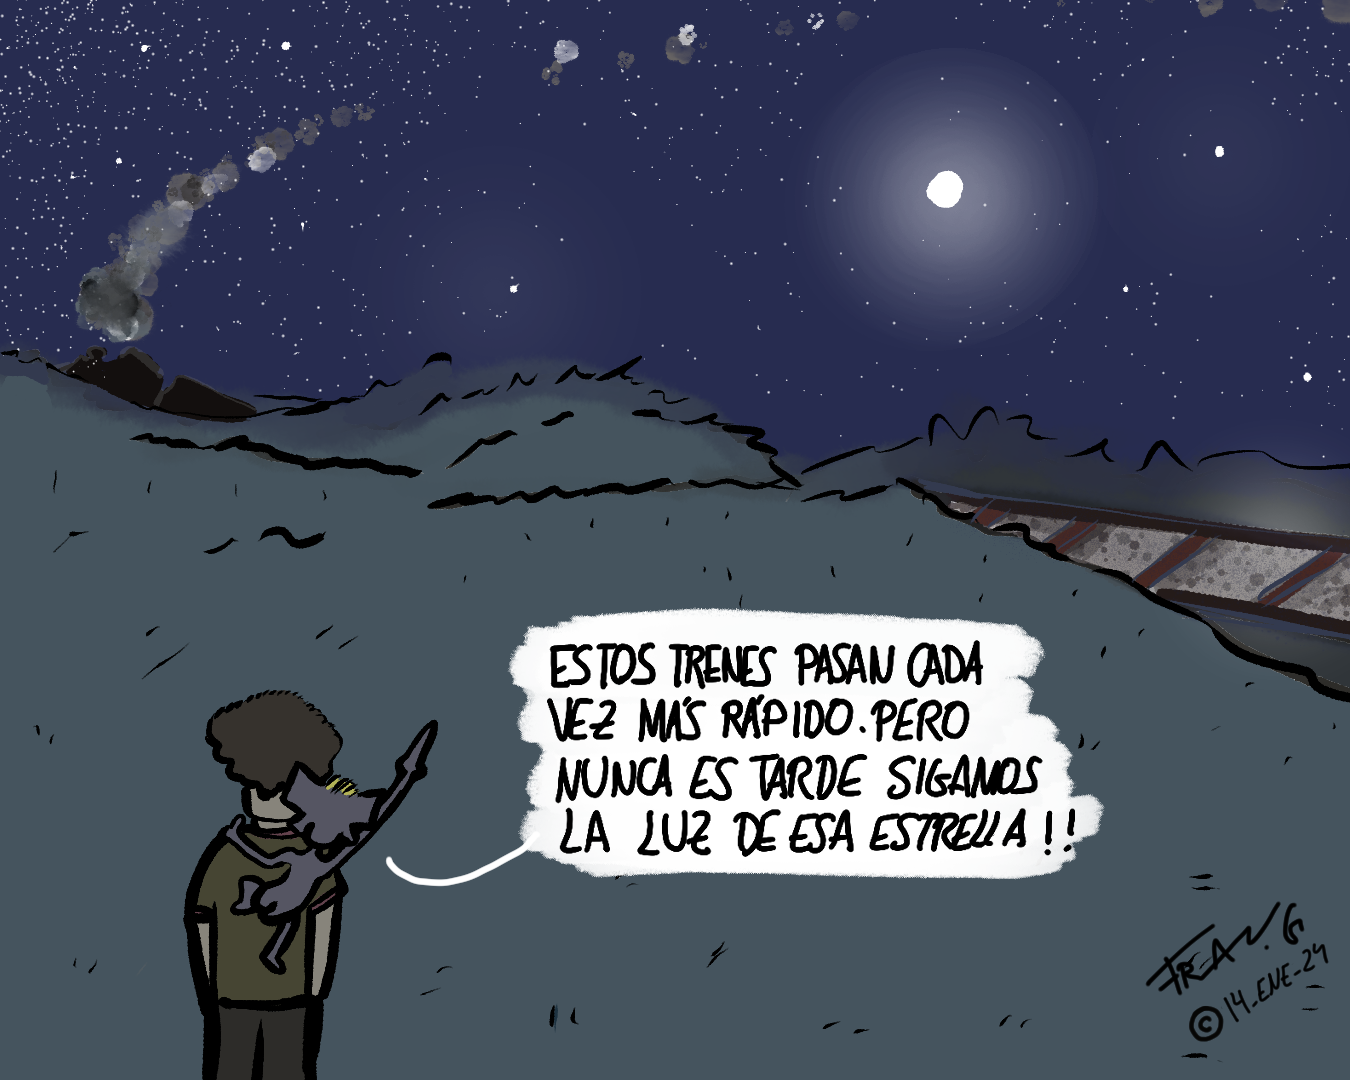 ESTOS TRENES PASAN CADA
VEZ MÁS RÁPIDO. PERO
NUNCA ES TARDE SIGAMOS
LA LUZ DE ESA ESTRELLA!!
FRAN. G
© 14-ENE-24